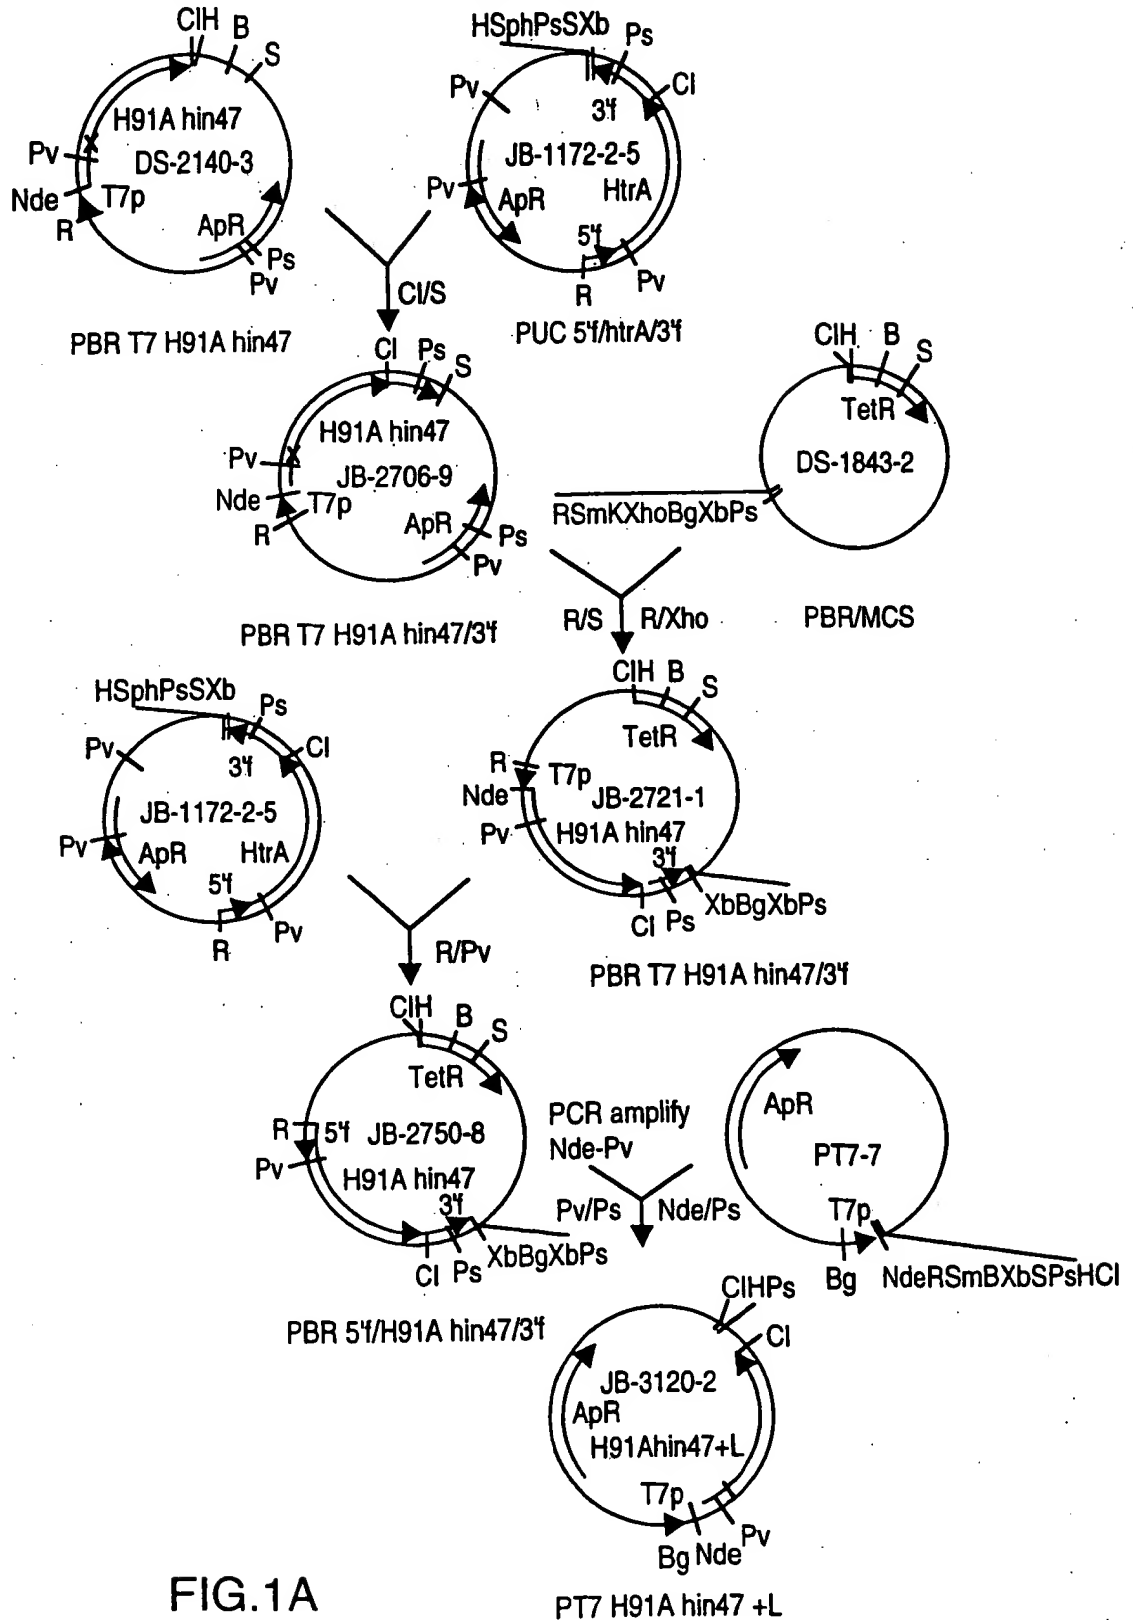 ClH B S
H91A hin47
DS-2140-3
Pv
Nde
R
T7p
ApR
Ps
Pv
PBR T7 H91A hin47
HSphPsSXb
Ps
Cl
Pv
3'f
JB-1172-2-5
HtrA
Pv
ApR
5'f
R
Pv
PUC 5'f/htrA/3'f
Cl/S
Cl Ps S
H91A hin47
Pv
JB-2706-9
Nde
T7p
R
ApR
Ps
Pv
PBR T7 H91A hin47/3'f
ClH B S
TetR
DS-1843-2
RSmKXhoBgXbPs
PBR/MCS
R/S R/Xho
HSphPsSXb
Ps
Cl
Pv
3'f
JB-1172-2-5
Pv
ApR
HtrA
5'f
R
Pv
ClH B S
TetR
R
T7p
Nde
JB-2721-1
Pv
H91A hin47
3'f
Cl Ps
XbBgXbPs
PBR T7 H91A hin47/3'f
R/Pv
ClH B S
TetR
R
5'f
JB-2750-8
Pv
H91A hin47
3'f
Cl Ps
XbBgXbPs
PBR 5'f/H91A hin47/3'f
PCR amplify
Nde-Pv
Pv/Ps Nde/Ps
ApR
PT7-7
T7p
Bg
NdeRSmBXbSPsHCl
ClHPs
Cl
JB-3120-2
ApR
H91Ahin47+L
T7p
Bg Nde Pv
PT7 H91A hin47 +L
FIG.1A